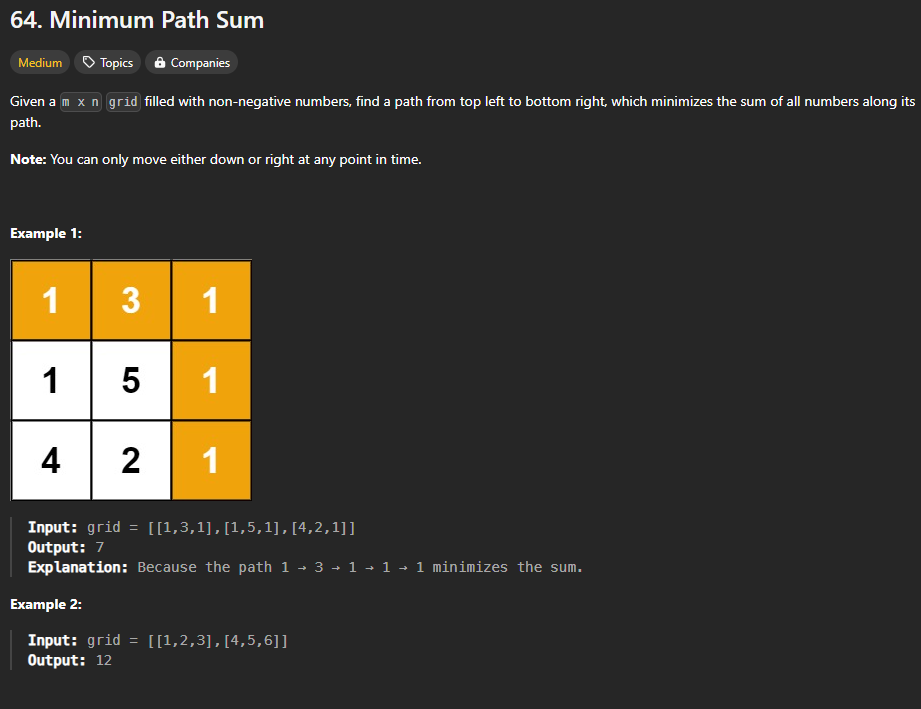 64. Minimum Path Sum
Medium Topics Companies
Given a m x n grid filled with non-negative numbers, find a path from top left to bottom right, which minimizes the sum of all numbers along its
path.
Note: You can only move either down or right at any point in time.
Example 1:
1 3 1
1 5 1
4 2 1
Input: grid = [[1,3,1],[1,5,1],[4,2,1]]
Output: 7
Explanation: Because the path 1 → 3 → 1 → 1 → 1 minimizes the sum.
Example 2:
Input: grid = [[1,2,3],[4,5,6]]
Output: 12